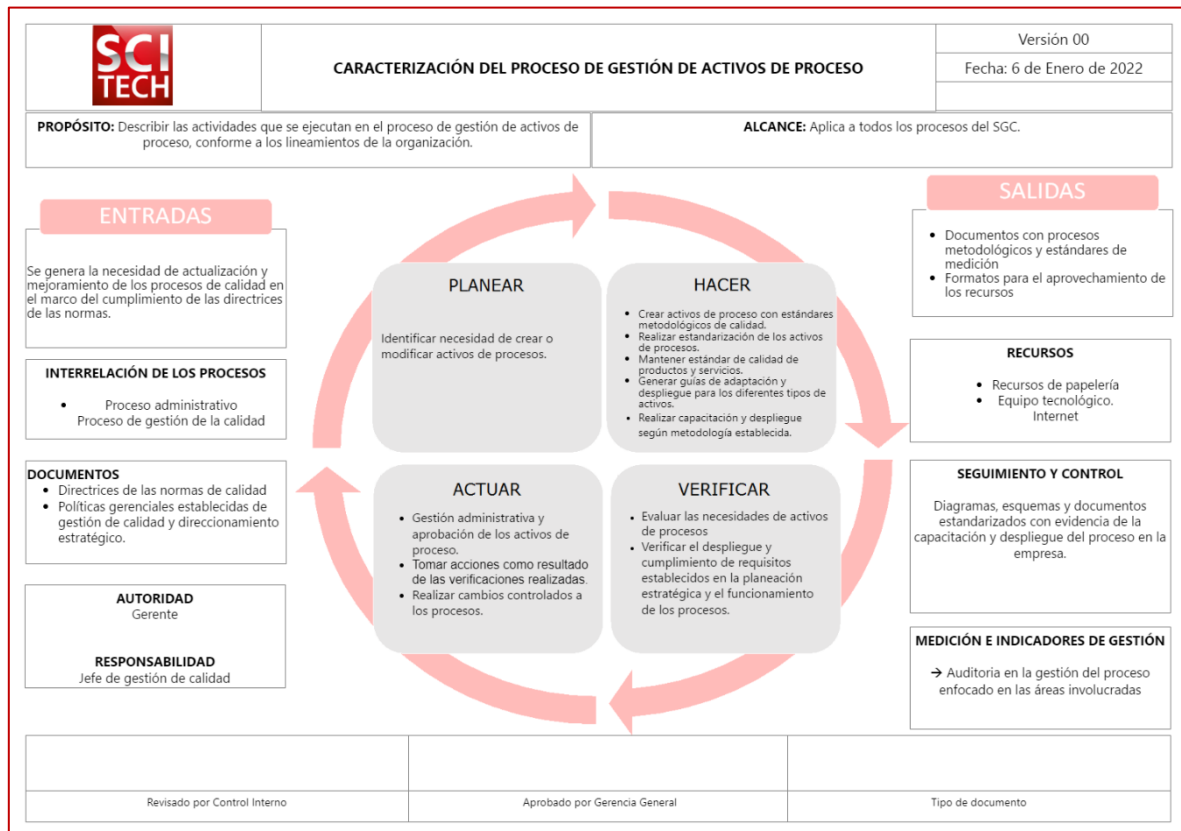 SCI
TECH
CARACTERIZACIÓN DEL PROCESO DE GESTIÓN DE ACTIVOS DE PROCESO
Versión 00
Fecha: 6 de Enero de 2022
PROPÓSITO: Describir las actividades que se ejecutan en el proceso de gestión de activos de
proceso, conforme a los lineamientos de la organización.
ALCANCE: Aplica a todos los procesos del SGC.
ENTRADAS
Se genera la necesidad de actualización y
mejoramiento de los procesos de calidad en
el marco del cumplimiento de las directrices
de las normas.
INTERRELACIÓN DE LOS PROCESOS
• Proceso administrativo
Proceso de gestión de la calidad
DOCUMENTOS
• Directrices de las normas de calidad
• Políticas gerenciales establecidas de
gestión de calidad y direccionamiento
estratégico.
AUTORIDAD
Gerente
RESPONSABILIDAD
Jefe de gestión de calidad
PLANEAR
Identificar necesidad de crear o
modificar activos de procesos.
HACER
• Crear activos de proceso con estándares
metodológicos de calidad.
• Realizar estandarización de los activos
de procesos.
• Mantener estándar de calidad de
productos y servicios.
• Generar guías de adaptación y
despliegue para los diferentes tipos de
activos.
• Realizar capacitación y despliegue
según metodología establecida.
ACTUAR
• Gestión administrativa y
aprobación de los activos de
proceso.
• Tomar acciones como resultado
de las verificaciones realizadas.
• Realizar cambios controlados a
los procesos.
VERIFICAR
• Evaluar las necesidades de activos
de procesos
• Verificar el despliegue y
cumplimiento de requisitos
establecidos en la planeación
estratégica y el funcionamiento
de los procesos.
SALIDAS
• Documentos con procesos
metodológicos y estándares de
medición
• Formatos para el aprovechamiento de
los recursos
RECURSOS
• Recursos de papelería
• Equipo tecnológico.
Internet
SEGUIMIENTO Y CONTROL
Diagramas, esquemas y documentos
estandarizados con evidencia de la
capacitación y despliegue del proceso en la
empresa.
MEDICIÓN E INDICADORES DE GESTIÓN
→ Auditoria en la gestión del proceso
enfocado en las áreas involucradas
Revisado por Control Interno
Aprobado por Gerencia General
Tipo de documento